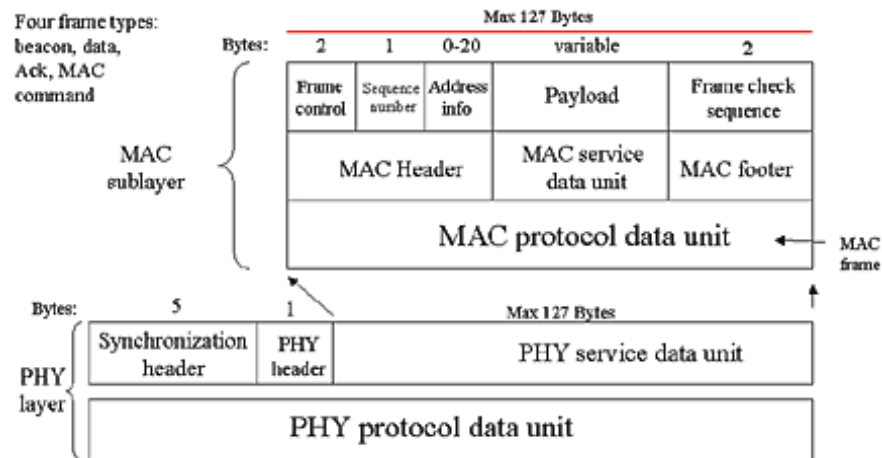 Four frame types:
beacon, data,
Ack, MAC
command
Max 127 Bytes
Bytes: 2 1 0-20 variable 2
Frame control
Sequence number
Address info
Payload
Frame check sequence
MAC sublayer
MAC Header
MAC service data unit
MAC footer
MAC protocol data unit
MAC frame
Bytes: 5 1 Max 127 Bytes
Synchronization header
PHY header
PHY service data unit
PHY layer
PHY protocol data unit